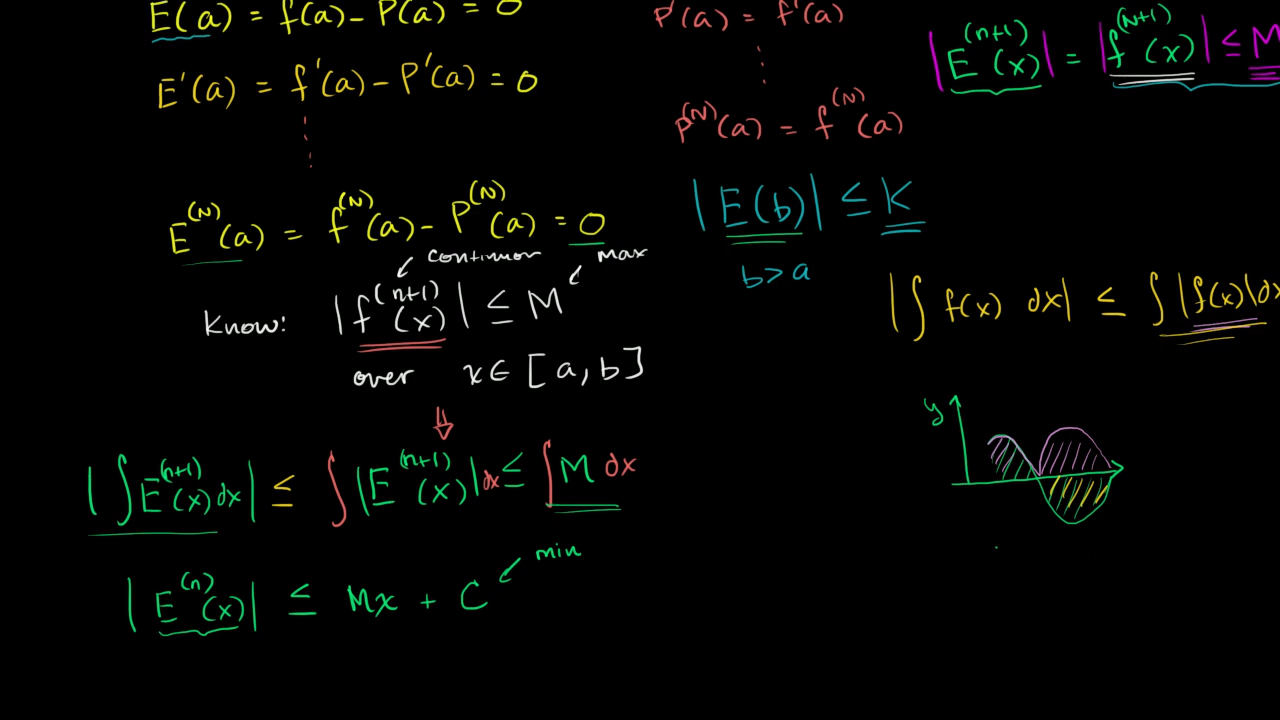 E(a) = f(a) - P(a) = 0
E'(a) = f'(a) - P'(a) = 0
E^(N)(a) = f^(N)(a) - P^(N)(a) = 0
continuous
max
Know: |f^(n+1)(x)| ≤ M
over x∈[a,b]
|∫E^(n+1)(x)dx| ≤ ∫|E^(n+1)(x)|dx ≤ ∫M dx
min
|E^(n)(x)| ≤ Mx + C
P'(a) = f'(a)
P^(N)(a) = f^(N)(a)
|E(b)| ≤ K
b > a
|E^(n+1)(x)| = |f^(N+1)(x)| ≤ M
|∫f(x) dx| ≤ ∫|f(x)|dx
y